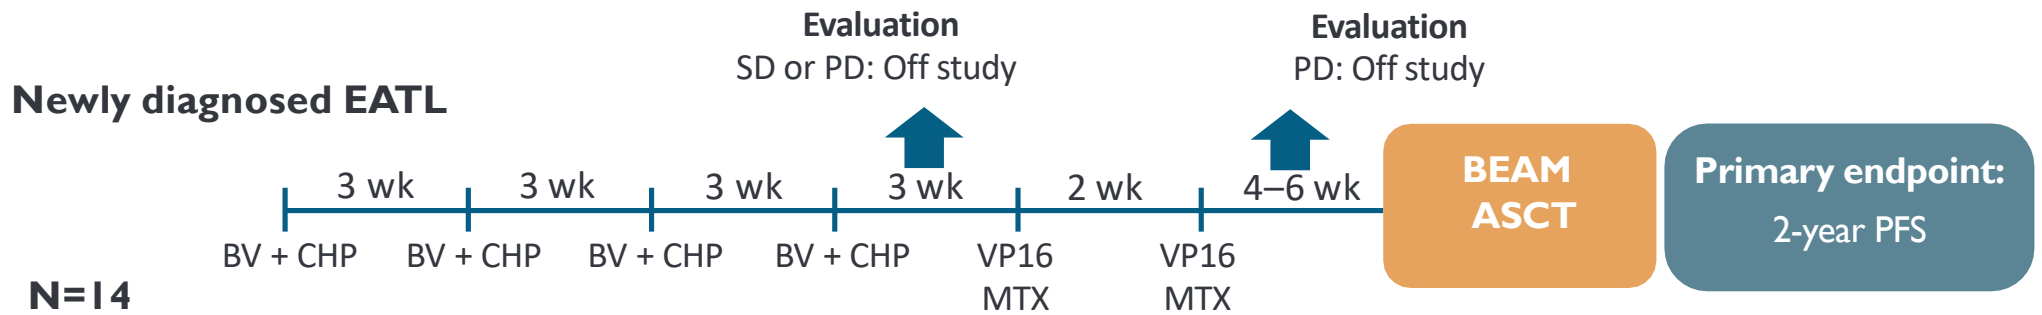 Newly diagnosed EATL
N=14
Evaluation
SD or PD: Off study
Evaluation
PD: Off study
3 wk
3 wk
3 wk
3 wk
2 wk
4–6 wk
BV + CHP
BV + CHP
BV + CHP
BV + CHP
VP16
MTX
VP16
MTX
BEAM
ASCT
Primary endpoint:
2-year PFS